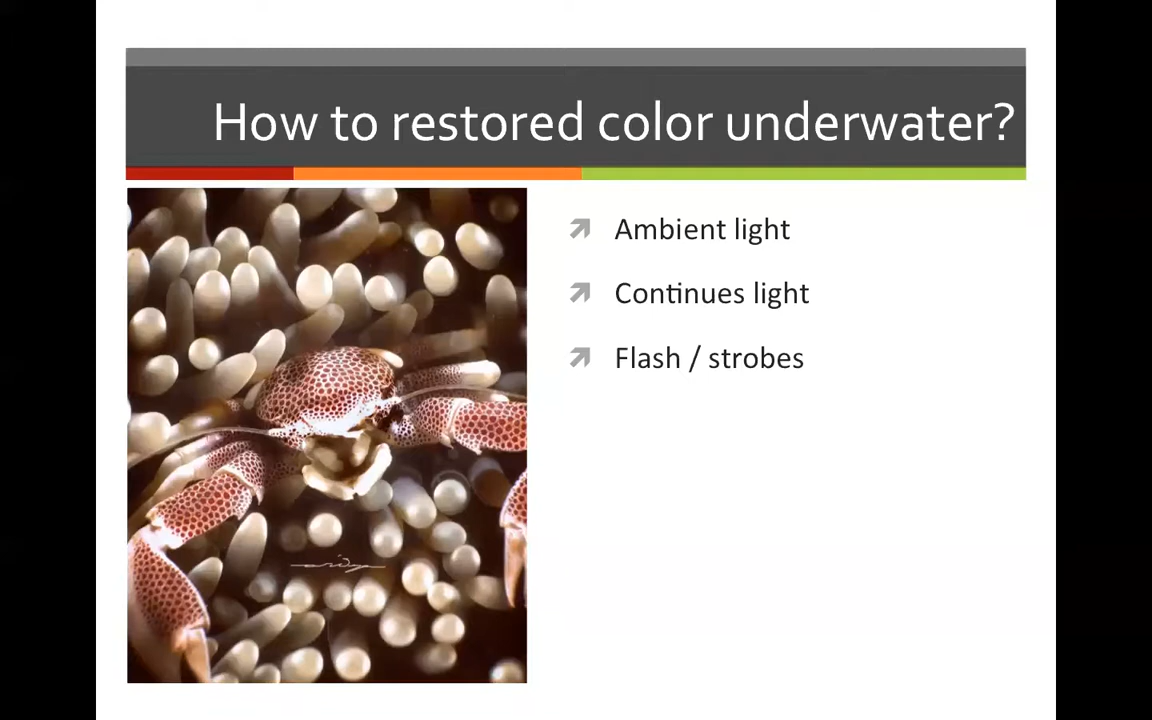 How to restored color underwater?
Ambient light
Continues light
Flash / strobes